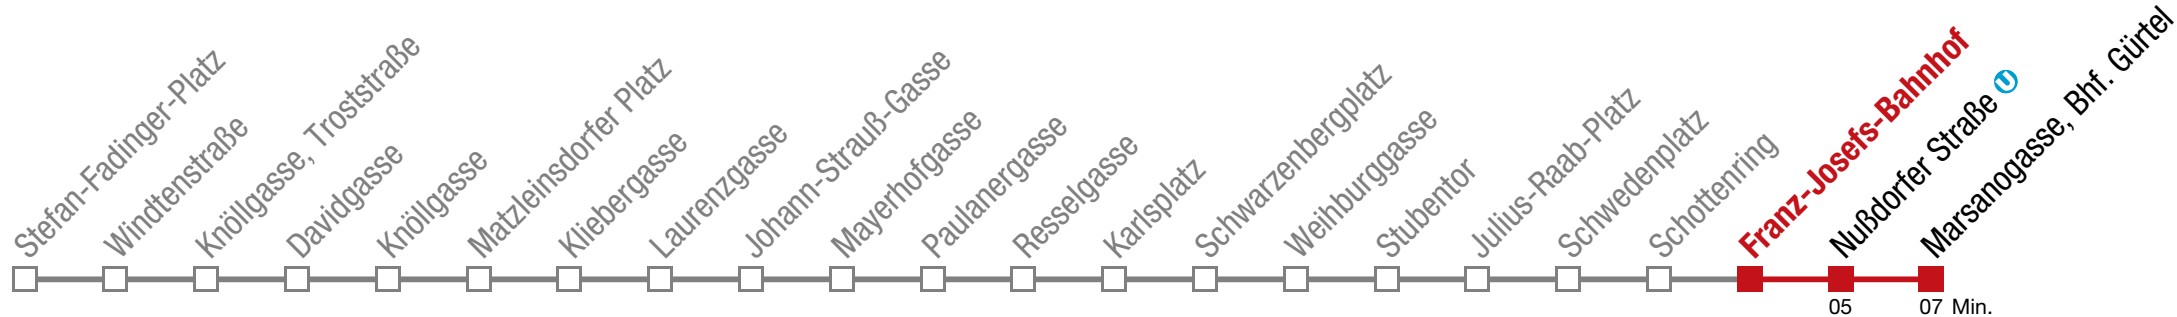 Stefan-Fadinger-Platz
Windtenstraße
Knöllgasse, Troststraße
Davidgasse
Knöllgasse
Matzleinsdorfer Platz
Kliebergasse
Laurenzgasse
Johann-Strauß-Gasse
Mayerhofgasse
Paulanergasse
Resselgasse
Karlsplatz
Schwarzenbergplatz
Weihburggasse
Stubentor
Julius-Raab-Platz
Schwedenplatz
Schottenring
Franz-Josefs-Bahnhof
Nußdorfer Straße U
Marsanogasse, Bhf. Gürtel
05
07 Min.